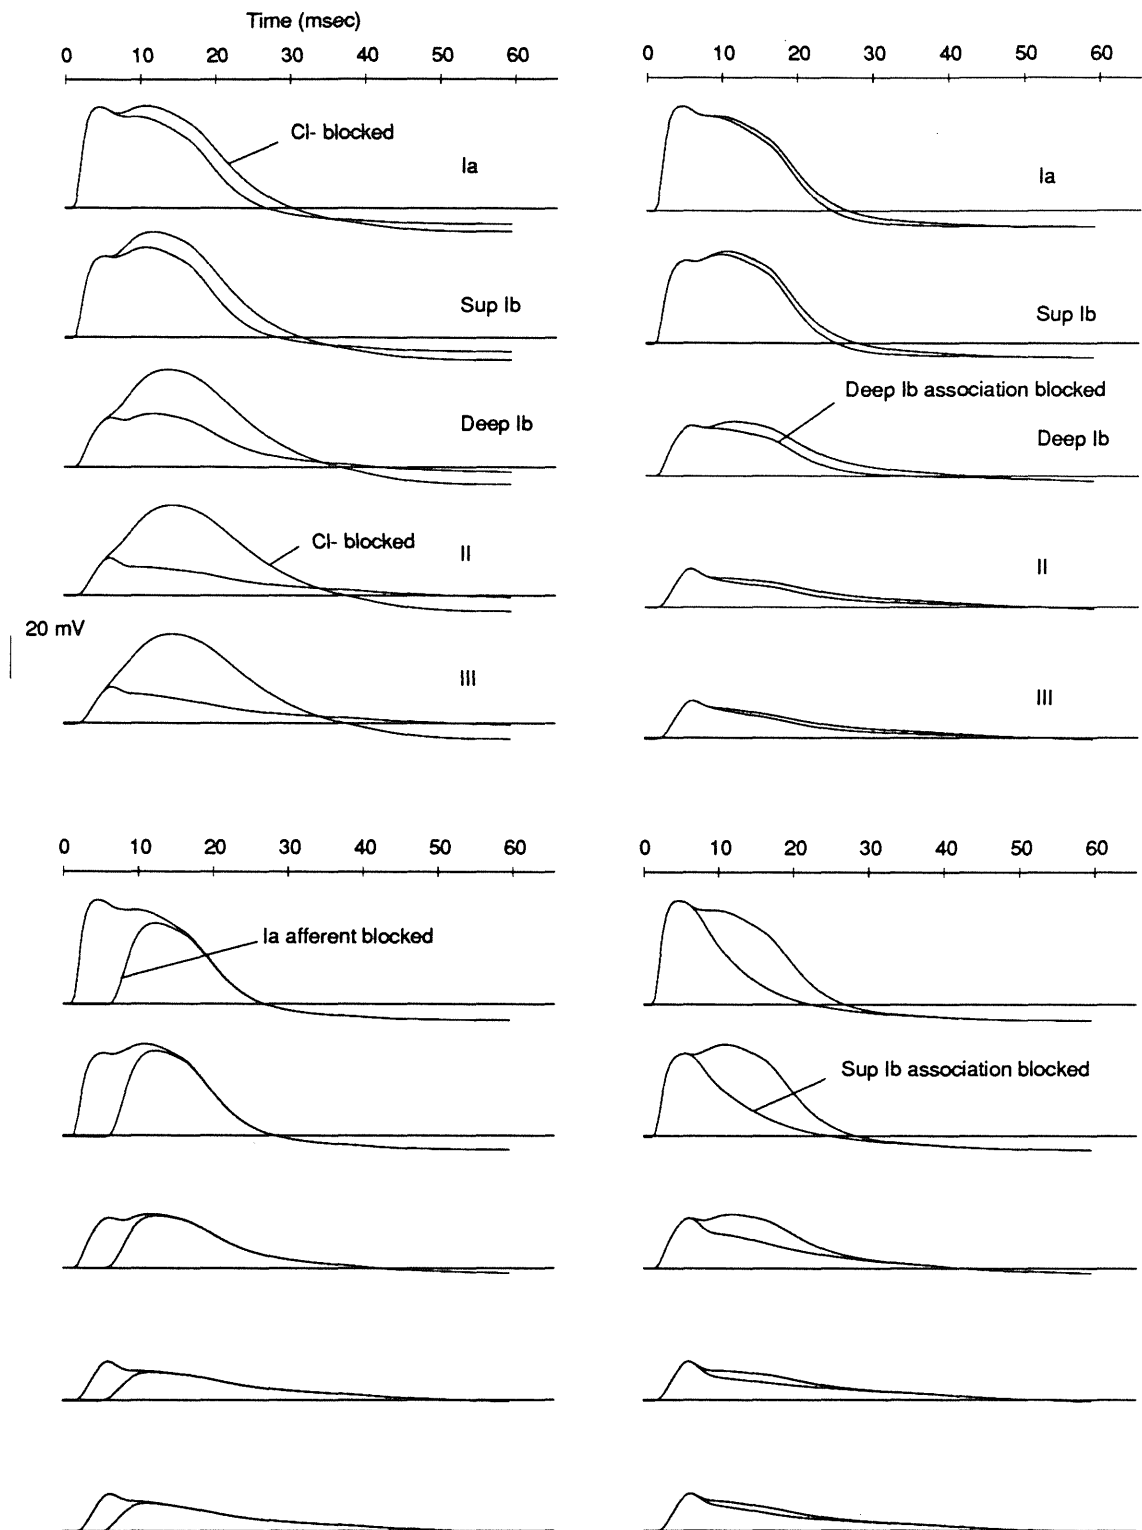 Time (msec)
0 10 20 30 40 50 60
0 10 20 30 40 50 60
Cl- blocked
Ia
Ia
Sup Ib
Sup Ib
Deep Ib association blocked
Deep Ib
Deep Ib
Cl- blocked
II
II
20 mV
III
III
0 10 20 30 40 50 60
0 10 20 30 40 50 60
Ia afferent blocked
Sup Ib association blocked